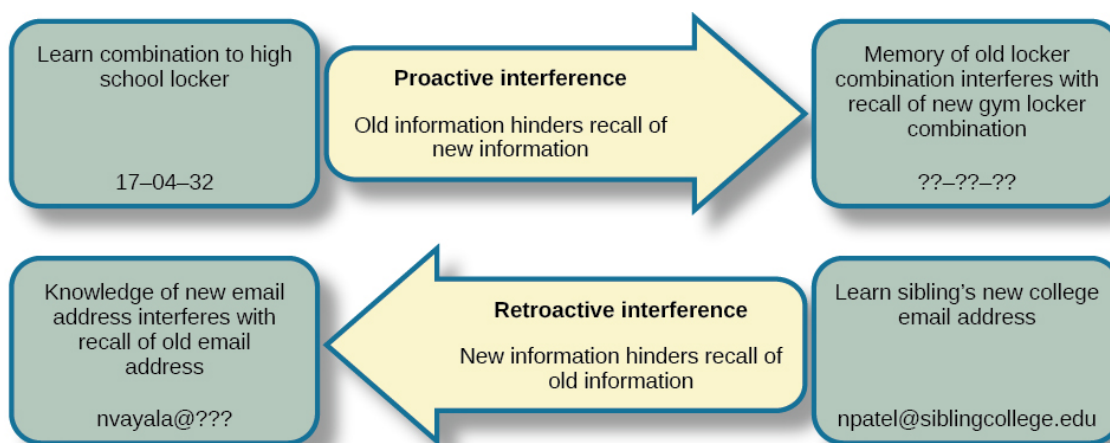 Learn combination to high
school locker
17–04–32
Proactive interference
Old information hinders recall of
new information
Memory of old locker
combination interferes with
recall of new gym locker
combination
??–??–??
Knowledge of new email
address interferes with
recall of old email
address
nvayala@???
Retroactive interference
New information hinders recall of
old information
Learn sibling’s new college
email address
npatel@siblingcollege.edu